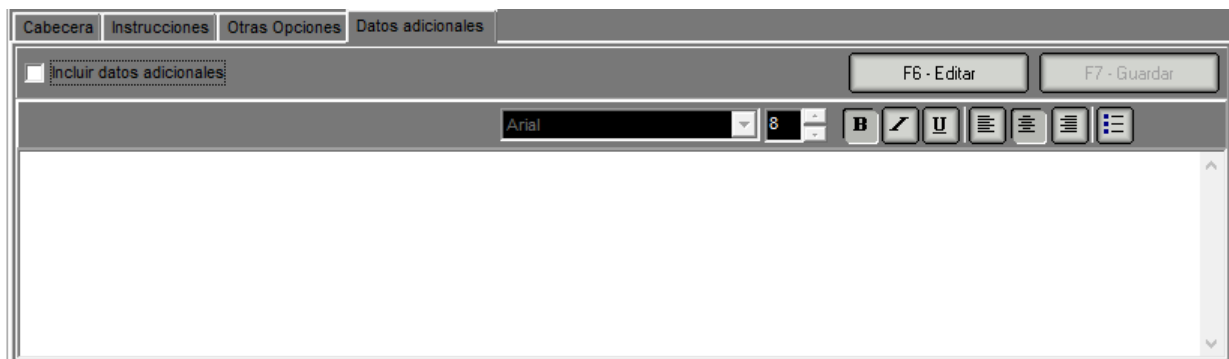 Cabecera Instrucciones Otras Opciones Datos adicionales
Incluir datos adicionales F6 - Editar F7 - Guardar
Arial 8 B I U